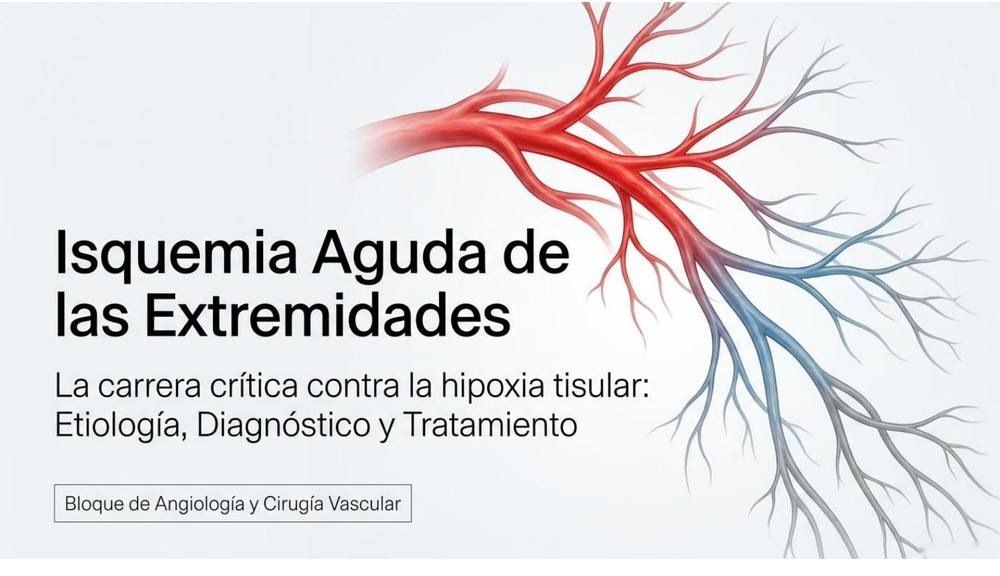 Isquemia Aguda de
las Extremidades
La carrera crítica contra la hipoxia tisular:
Etiología, Diagnóstico y Tratamiento
Bloque de Angiología y Cirugía Vascular